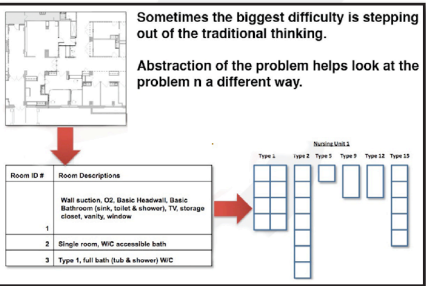 Sometimes the biggest difficulty is stepping
out of the traditional thinking.
Abstraction of the problem helps look at the
problem n a different way.
Nursing Unit 1
Type 1 Type 2 Type 3 Type 9 Type 12 Type 13
Room ID # Room Descriptions
Wall suction, O2, Basic Headwall, Basic
Bathroom (sink, toilet & shower), TV, storage
closet, vanity, window
1
2 Single room, W/C accessible bath
3 Type 1, full bath (tub & shower) W/C